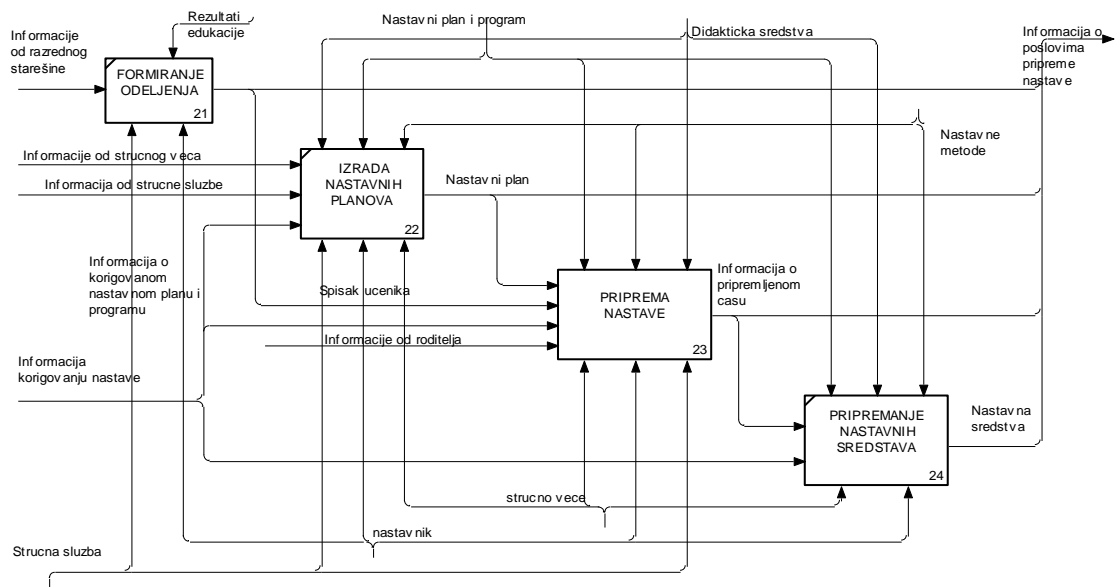 Rezultati
edukacije
Nastavni plan i program
Didakticka sredstva
Informacija o
poslovima
pripreme
nastave
Informacije
od razrednog
starešine
FORMIRANJE
ODELJENJA
21
Nastavne
metode
Informacije od strucnog veca
Informacija od strucne sluzbe
IZRADA
NASTAVNIH
PLANOVA
22
Nastavni plan
Informacija o
korigovanom
nastavnom planu i
programu
Spisak ucenika
Informacije od roditelja
PRIPREMA
NASTAVE
23
Informacija o
pripremljenom
casu
Informacija
korigovanju nastave
PRIPREMANJE
NASTAVNIH
SREDSTAVA
24
Nastavna
sredstva
strucno vece
nastavnik
Strucna sluzba